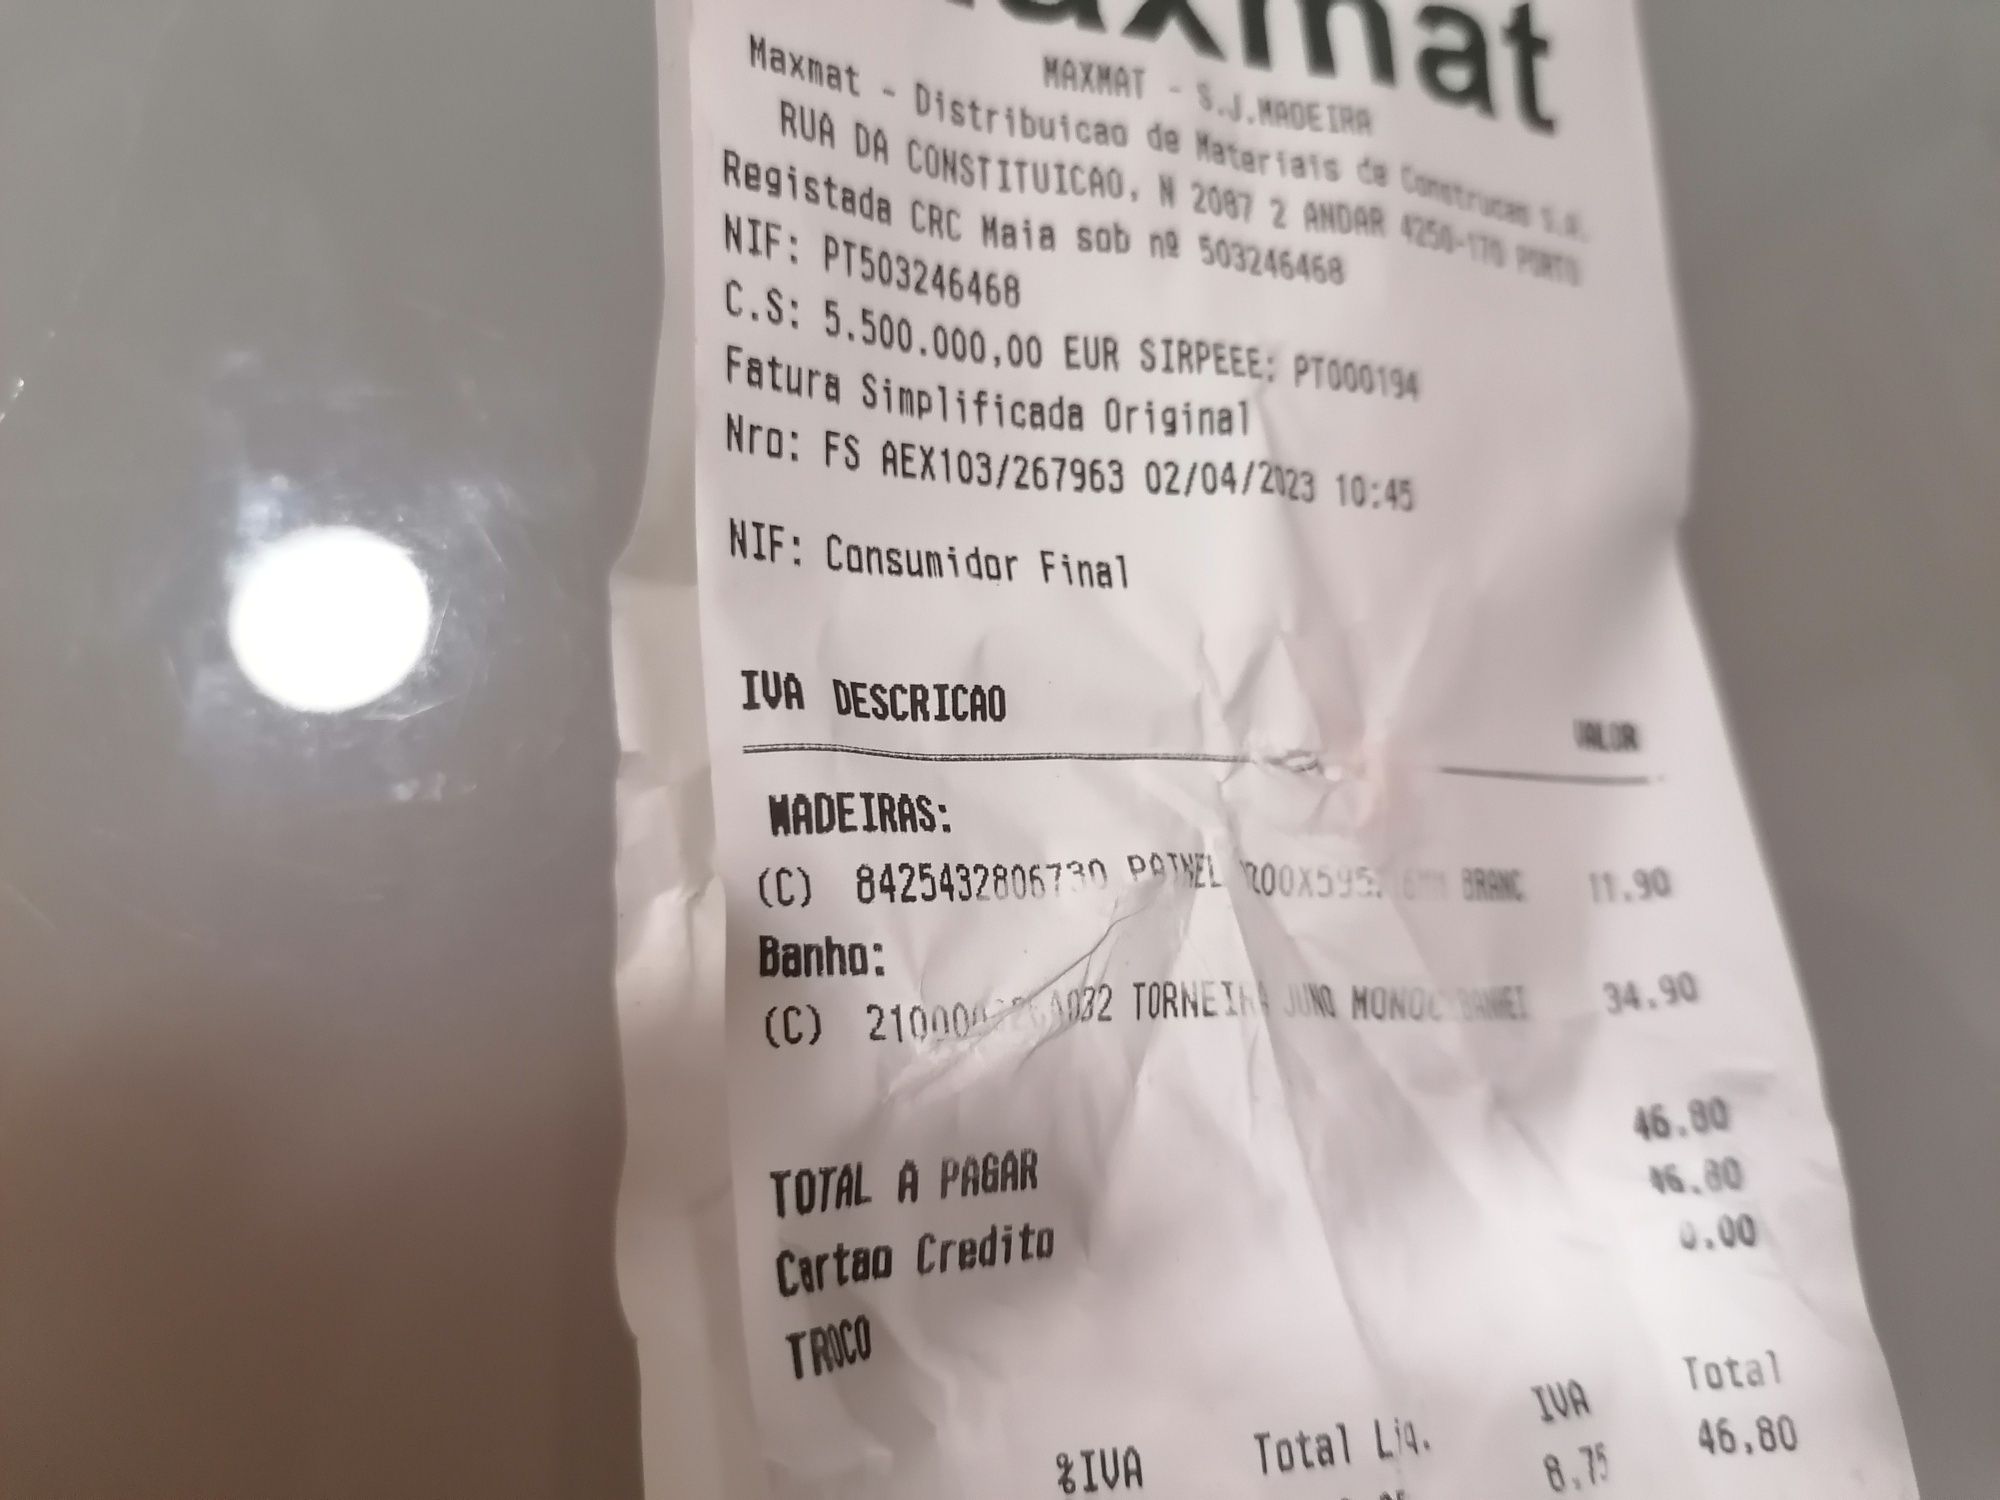 Maxmat
MAXMAT - S.J.MADEIRA
Maxmat - Distribuicao de Materiais de Construcao S.A.
RUA DA CONSTITUICAO, N 2087 2 ANDAR 4250-170 PORTO
Registada CRC Maia sob nº 503246468
NIF: PT503246468
C.S: 5.500.000,00 EUR SIRPEEE: PT000194
Fatura Simplificada Original
Nro: FS AEX103/267963 02/04/2023 10:45
NIF: Consumidor Final
IVA DESCRICAO VALOR
MADEIRAS:
(C) 8425432806730 PAINEL BRANC 11.90
Banho:
(C) TORNEIRA JUNO MONOC BANHEI 34.90
TOTAL A PAGAR 46.80
Cartao Credito 46.80
TROCO 0.00
%IVA Total Liq. IVA Total
8,75 46,80